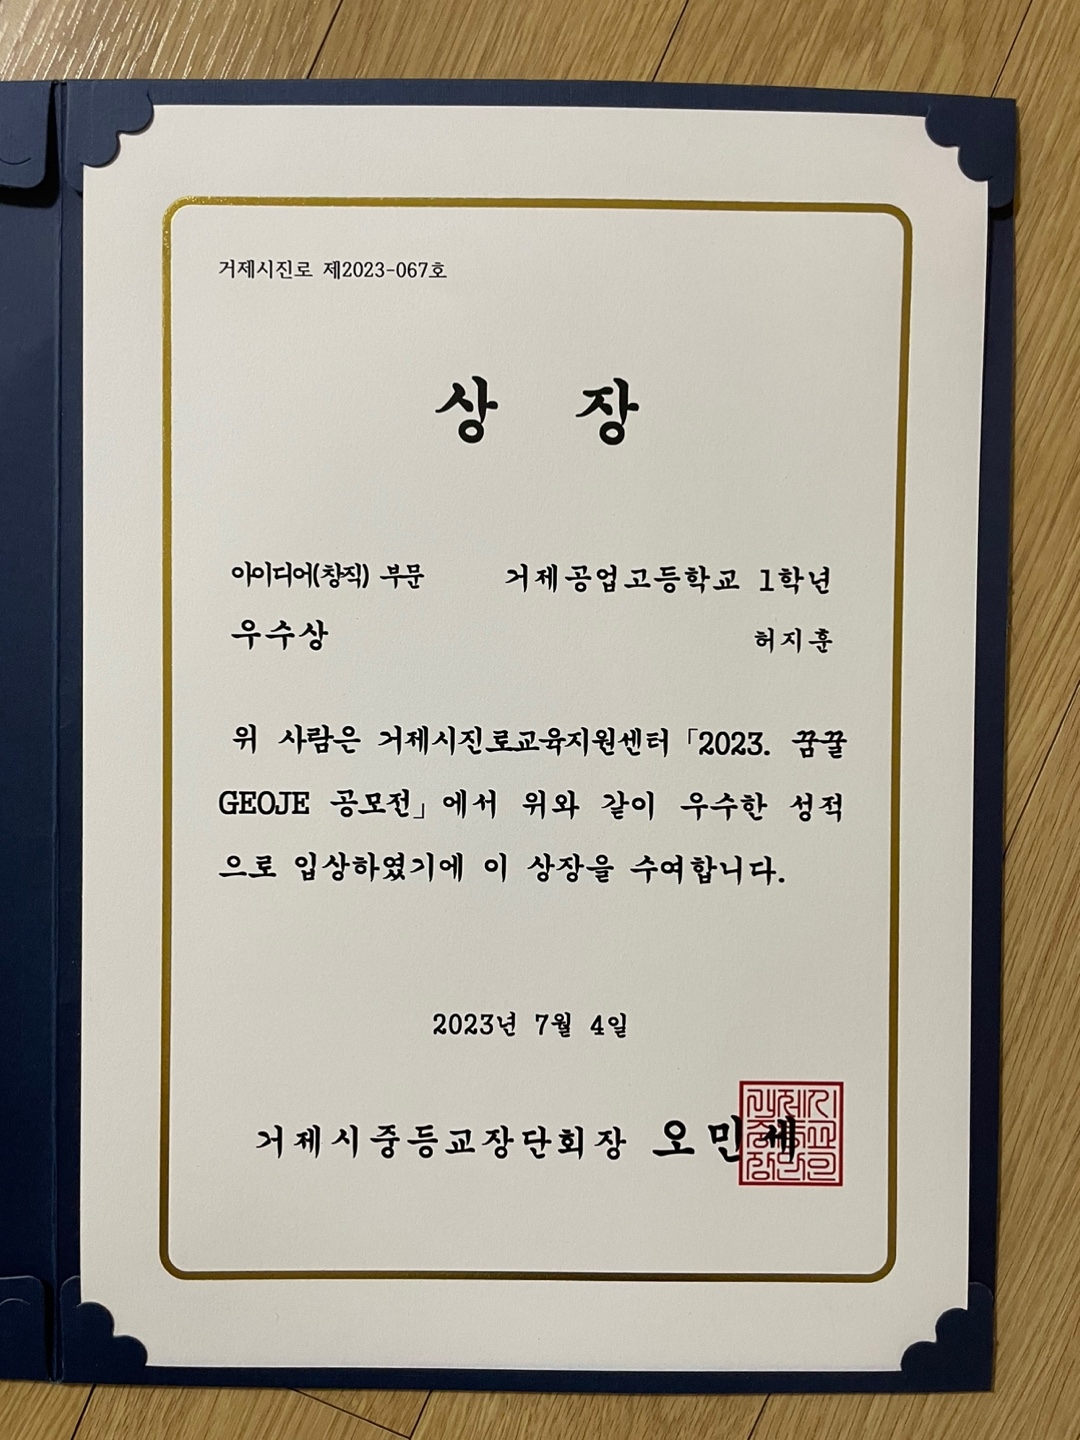 거제시진로 제2023-067호
상 장
아이디어(창직) 부문 거제공업고등학교 1학년
우수상 허지훈
위 사람은 거제시진로교육지원센터「2023. 꿈꿀
GEOJE 공모전」에서 위와 같이 우수한 성적
으로 입상하였기에 이 상장을 수여합니다.
2023년 7월 4일
거제시중등교장단회장 오민세